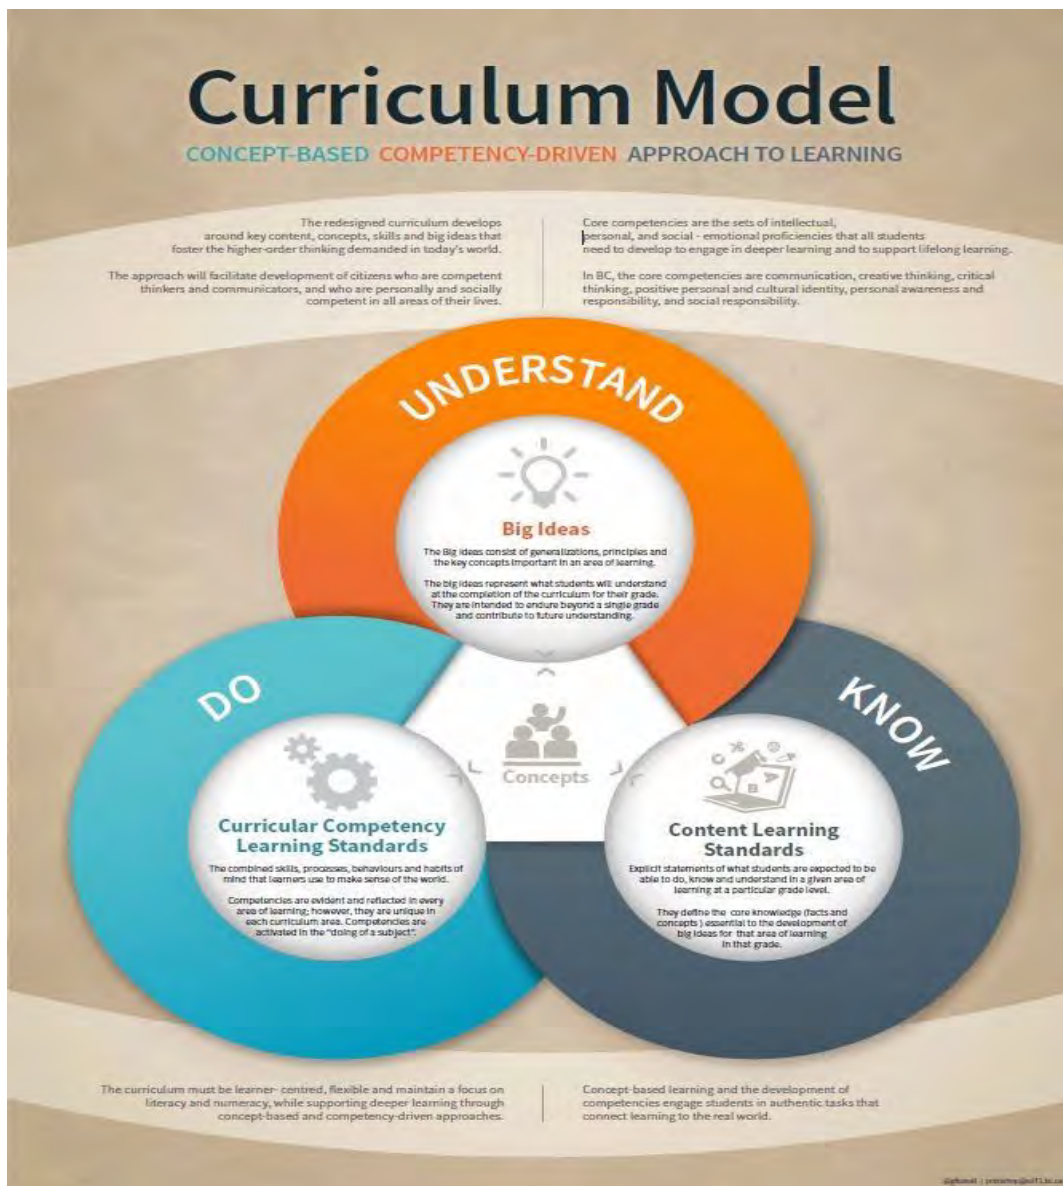 Curriculum Model
CONCEPT-BASED COMPETENCY-DRIVEN APPROACH TO LEARNING
The redesigned curriculum develops
around key content, concepts, skills and big ideas that
foster the higher-order thinking demanded in today's world.
The approach will facilitate development of citizens who are competent
thinkers and communicators, and who are personally and socially
competent in all areas of their lives.
Core competencies are the sets of intellectual,
personal, and social - emotional proficiencies that all students
need to develop to engage in deeper learning and to support lifelong learning.
In BC, the core competencies are communication, creative thinking, critical
thinking, positive personal and cultural identity, personal awareness and
responsibility, and social responsibility.
UNDERSTAND
Big Ideas
The Big ideas consist of generalizations, principles and
the key concepts important in an area of learning.
The big ideas represent what students will understand
at the completion of the curriculum for their grade.
They are intended to endure beyond a single grade
and contribute to future understanding.
DO
Curricular Competency
Learning Standards
The combined skills, processes, behaviours and habits of
mind that learners use to make sense of the world.
Competencies are evident and reflected in every
area of learning; however, they are unique in
each curriculum area. Competencies are
activated in the "doing of a subject".
Concepts
KNOW
A
B
Content Learning
Standards
Explicit statements of what students are expected to be
able to do, know and understand in a given area of
learning at a particular grade level.
They define the core knowledge (facts and
concepts ) essential to the development of
big ideas for that area of learning
in that grade.
The curriculum must be learner- centred, flexible and maintain a focus on
literacy and numeracy, while supporting deeper learning through
concept-based and competency-driven approaches.
Concept-based learning and the development of
competencies engage students in authentic tasks that
connect learning to the real world.